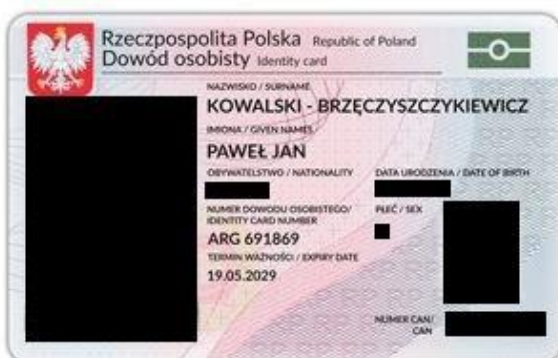 Rzeczpospolita Polska Republic of Poland
Dowód osobisty Identity card
NAZWISKO / SURNAME
KOWALSKI - BRZĘCZYSZCZYKIEWICZ
IMIONA / GIVEN NAMES
PAWEŁ JAN
OBYWATELSTWO / NATIONALITY DATA URODZENIA / DATE OF BIRTH
NUMER DOWODU OSOBISTEGO/ PŁEĆ / SEX
IDENTITY CARD NUMBER
ARG 691869
TERMIN WAŻNOŚCI / EXPIRY DATE
19.05.2029
NUMER CAN/
CAN